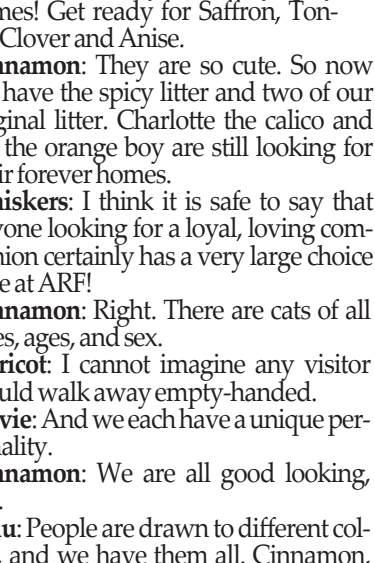 mes! Get ready for Saffron, Ton-
Clover and Anise.
nnamon: They are so cute. So now
have the spicy litter and two of our
ginal litter. Charlotte the calico and
the orange boy are still looking for
ir forever homes.
niskers: I think it is safe to say that
yone looking for a loyal, loving com-
nion certainly has a very large choice
e at ARF!
nnamon: Right. There are cats of all
es, ages, and sex.
ricot: I cannot imagine any visitor
uld walk away empty-handed.
vie: And we each have a unique per-
nality.
nnamon: We are all good looking,
.
u: People are drawn to different col-
, and we have them all. Cinnamon,